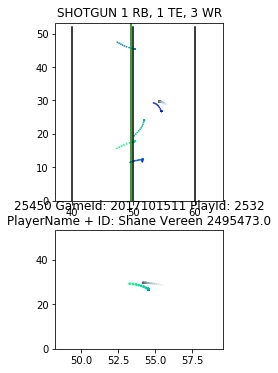 SHOTGUN 1 RB, 1 TE, 3 WR
50
40
30
20
10
0
40 50 60
25450 GameId: 2017101511 PlayId: 2532
PlayerName + ID: Shane Vereen 2495473.0
40
20
0
50.0 52.5 55.0 57.5